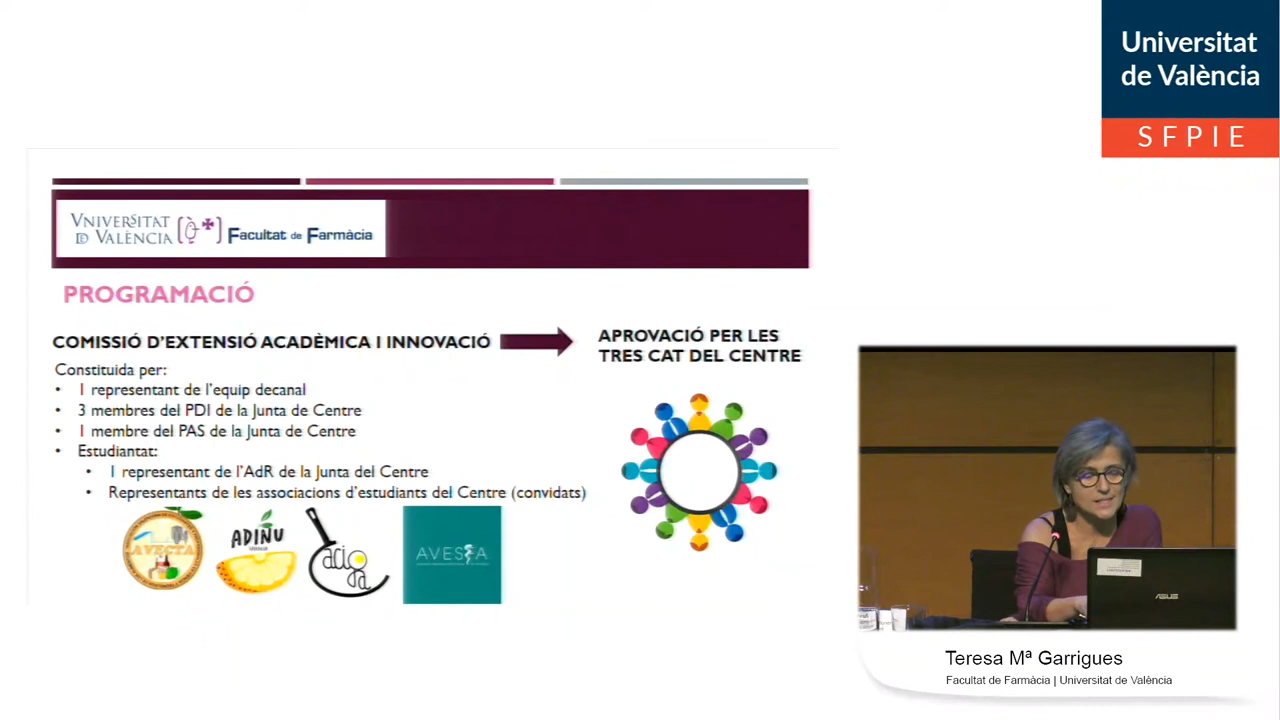 Universitat
de València
SFPIE
VNIVERSITAT
DE VALÈNCIA
Facultat de Farmàcia
PROGRAMACIÓ
COMISSIÓ D'EXTENSIÓ ACADÈMICA I INNOVACIÓ
APROVACIÓ PER LES
TRES CAT DEL CENTRE
Constituida per:
• 1 representant de l'equip decanal
• 3 membres del PDI de la Junta de Centre
• 1 membre del PAS de la Junta de Centre
• Estudiantat:
• 1 representant de l'AdR de la Junta del Centre
• Representants de les associacions d'estudiants del Centre (convidats)
AVECTA
ADINU
aciga
AVESFA
ASUS
Teresa Mª Garrigues
Facultat de Farmàcia | Universitat de València